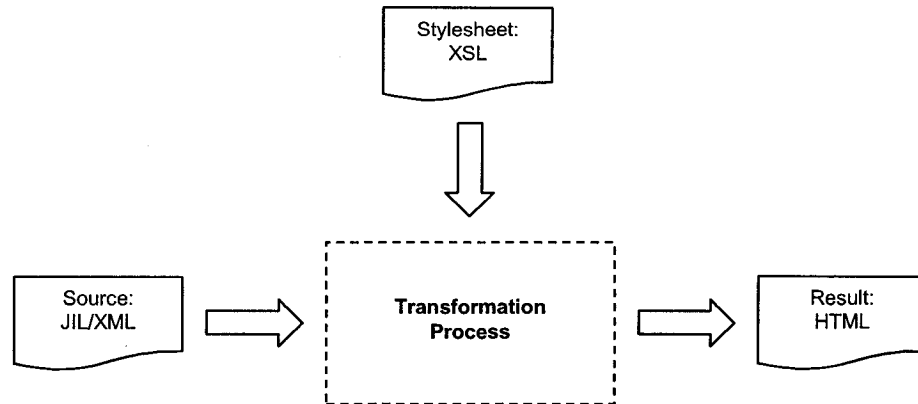 Stylesheet:
XSL
Source:
JIL/XML
Transformation
Process
Result:
HTML